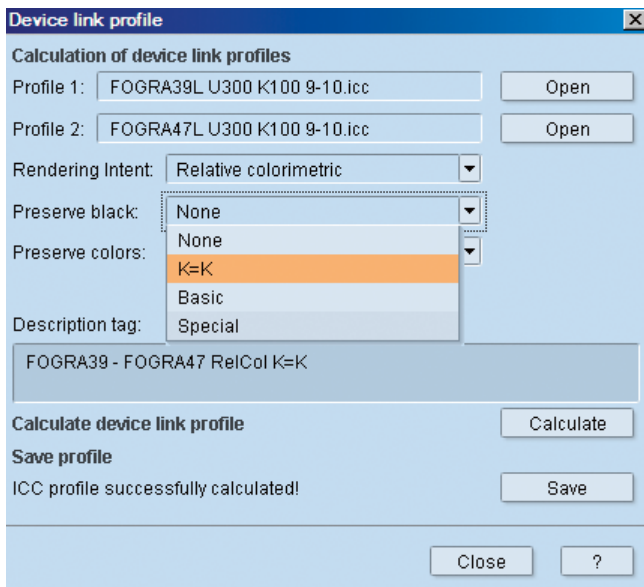 Device link profile
Calculation of device link profiles
Profile 1: FOGRA39L U300 K100 9-10.icc Open
Profile 2: FOGRA47L U300 K100 9-10.icc Open
Rendering Intent: Relative colorimetric
Preserve black: None
None
Preserve colors:
K=K
Basic
Description tag: Special
FOGRA39 - FOGRA47 RelCol K=K
Calculate device link profile Calculate
Save profile
ICC profile successfully calculated! Save
Close ?